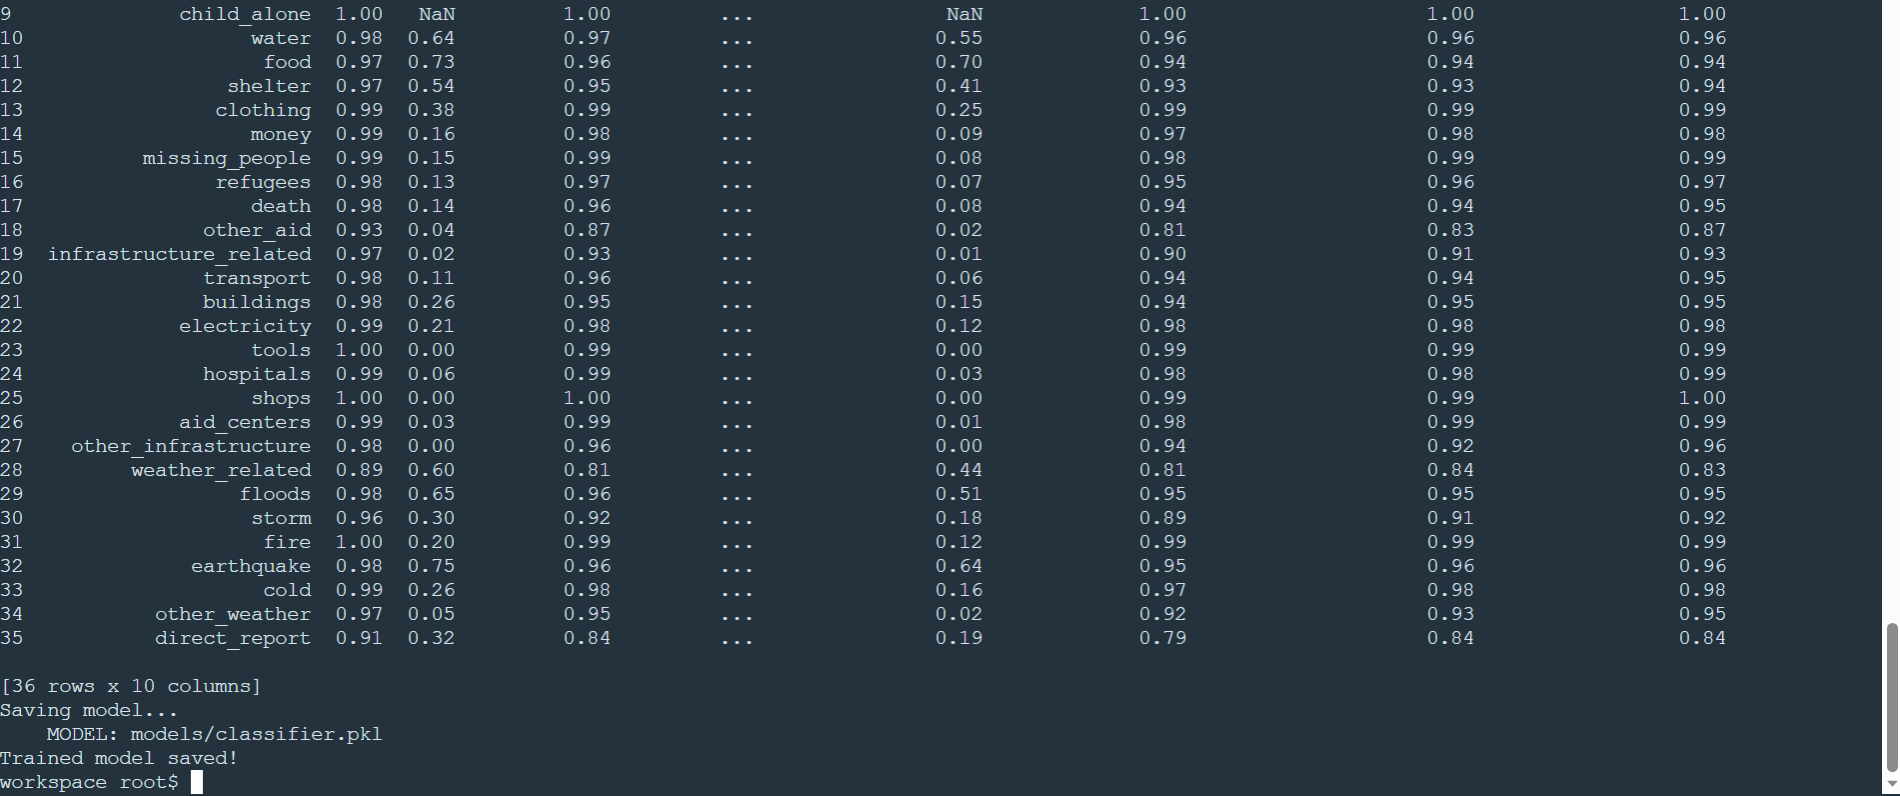 9 child_alone 1.00 NaN 1.00 ... NaN 1.00 1.00 1.00
10 water 0.98 0.64 0.97 ... 0.55 0.96 0.96 0.96
11 food 0.97 0.73 0.96 ... 0.70 0.94 0.94 0.94
12 shelter 0.97 0.54 0.95 ... 0.41 0.93 0.93 0.94
13 clothing 0.99 0.38 0.99 ... 0.25 0.99 0.99 0.99
14 money 0.99 0.16 0.98 ... 0.09 0.97 0.98 0.98
15 missing_people 0.99 0.15 0.99 ... 0.08 0.98 0.99 0.99
16 refugees 0.98 0.13 0.97 ... 0.07 0.95 0.96 0.97
17 death 0.98 0.14 0.96 ... 0.08 0.94 0.94 0.95
18 other_aid 0.93 0.04 0.87 ... 0.02 0.81 0.83 0.87
19 infrastructure_related 0.97 0.02 0.93 ... 0.01 0.90 0.91 0.93
20 transport 0.98 0.11 0.96 ... 0.06 0.94 0.94 0.95
21 buildings 0.98 0.26 0.95 ... 0.15 0.94 0.95 0.95
22 electricity 0.99 0.21 0.98 ... 0.12 0.98 0.98 0.98
23 tools 1.00 0.00 0.99 ... 0.00 0.99 0.99 0.99
24 hospitals 0.99 0.06 0.99 ... 0.03 0.98 0.98 0.99
25 shops 1.00 0.00 1.00 ... 0.00 0.99 0.99 1.00
26 aid_centers 0.99 0.03 0.99 ... 0.01 0.98 0.99 0.99
27 other_infrastructure 0.98 0.00 0.96 ... 0.00 0.94 0.92 0.96
28 weather_related 0.89 0.60 0.81 ... 0.44 0.81 0.84 0.83
29 floods 0.98 0.65 0.96 ... 0.51 0.95 0.95 0.95
30 storm 0.96 0.30 0.92 ... 0.18 0.89 0.91 0.92
31 fire 1.00 0.20 0.99 ... 0.12 0.99 0.99 0.99
32 earthquake 0.98 0.75 0.96 ... 0.64 0.95 0.96 0.96
33 cold 0.99 0.26 0.98 ... 0.16 0.97 0.98 0.98
34 other_weather 0.97 0.05 0.95 ... 0.02 0.92 0.93 0.95
35 direct_report 0.91 0.32 0.84 ... 0.19 0.79 0.84 0.84
[36 rows x 10 columns]
Saving model...
MODEL: models/classifier.pkl
Trained model saved!
workspace root$